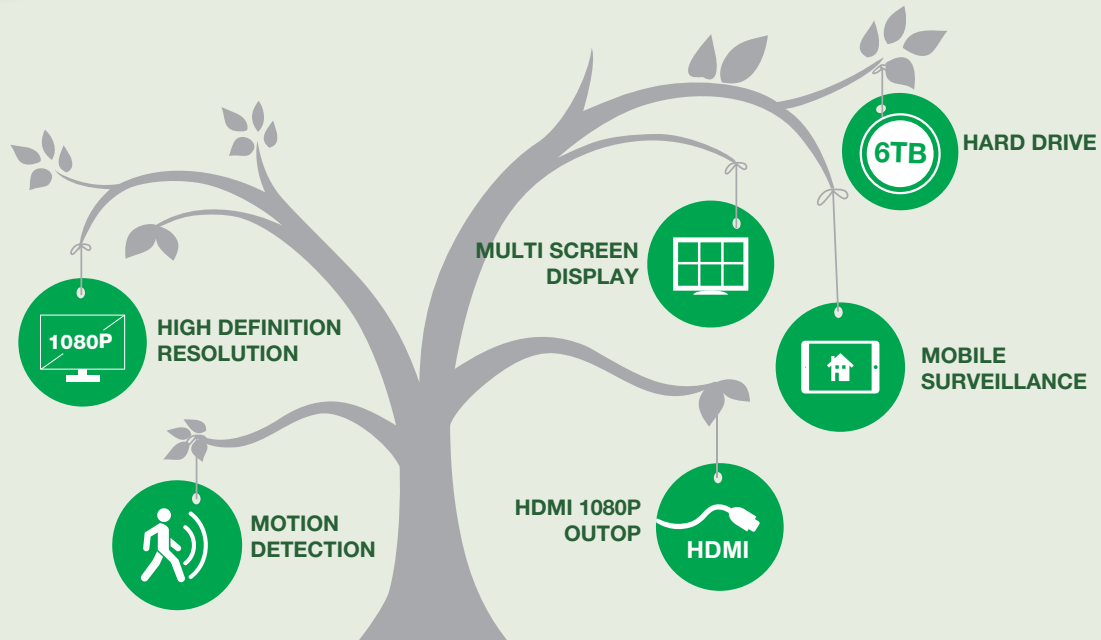 6TB
HARD DRIVE
MULTI SCREEN
DISPLAY
1080P
HIGH DEFINITION
RESOLUTION
MOBILE
SURVEILLANCE
MOTION
DETECTION
HDMI 1080P
OUTOP
HDMI